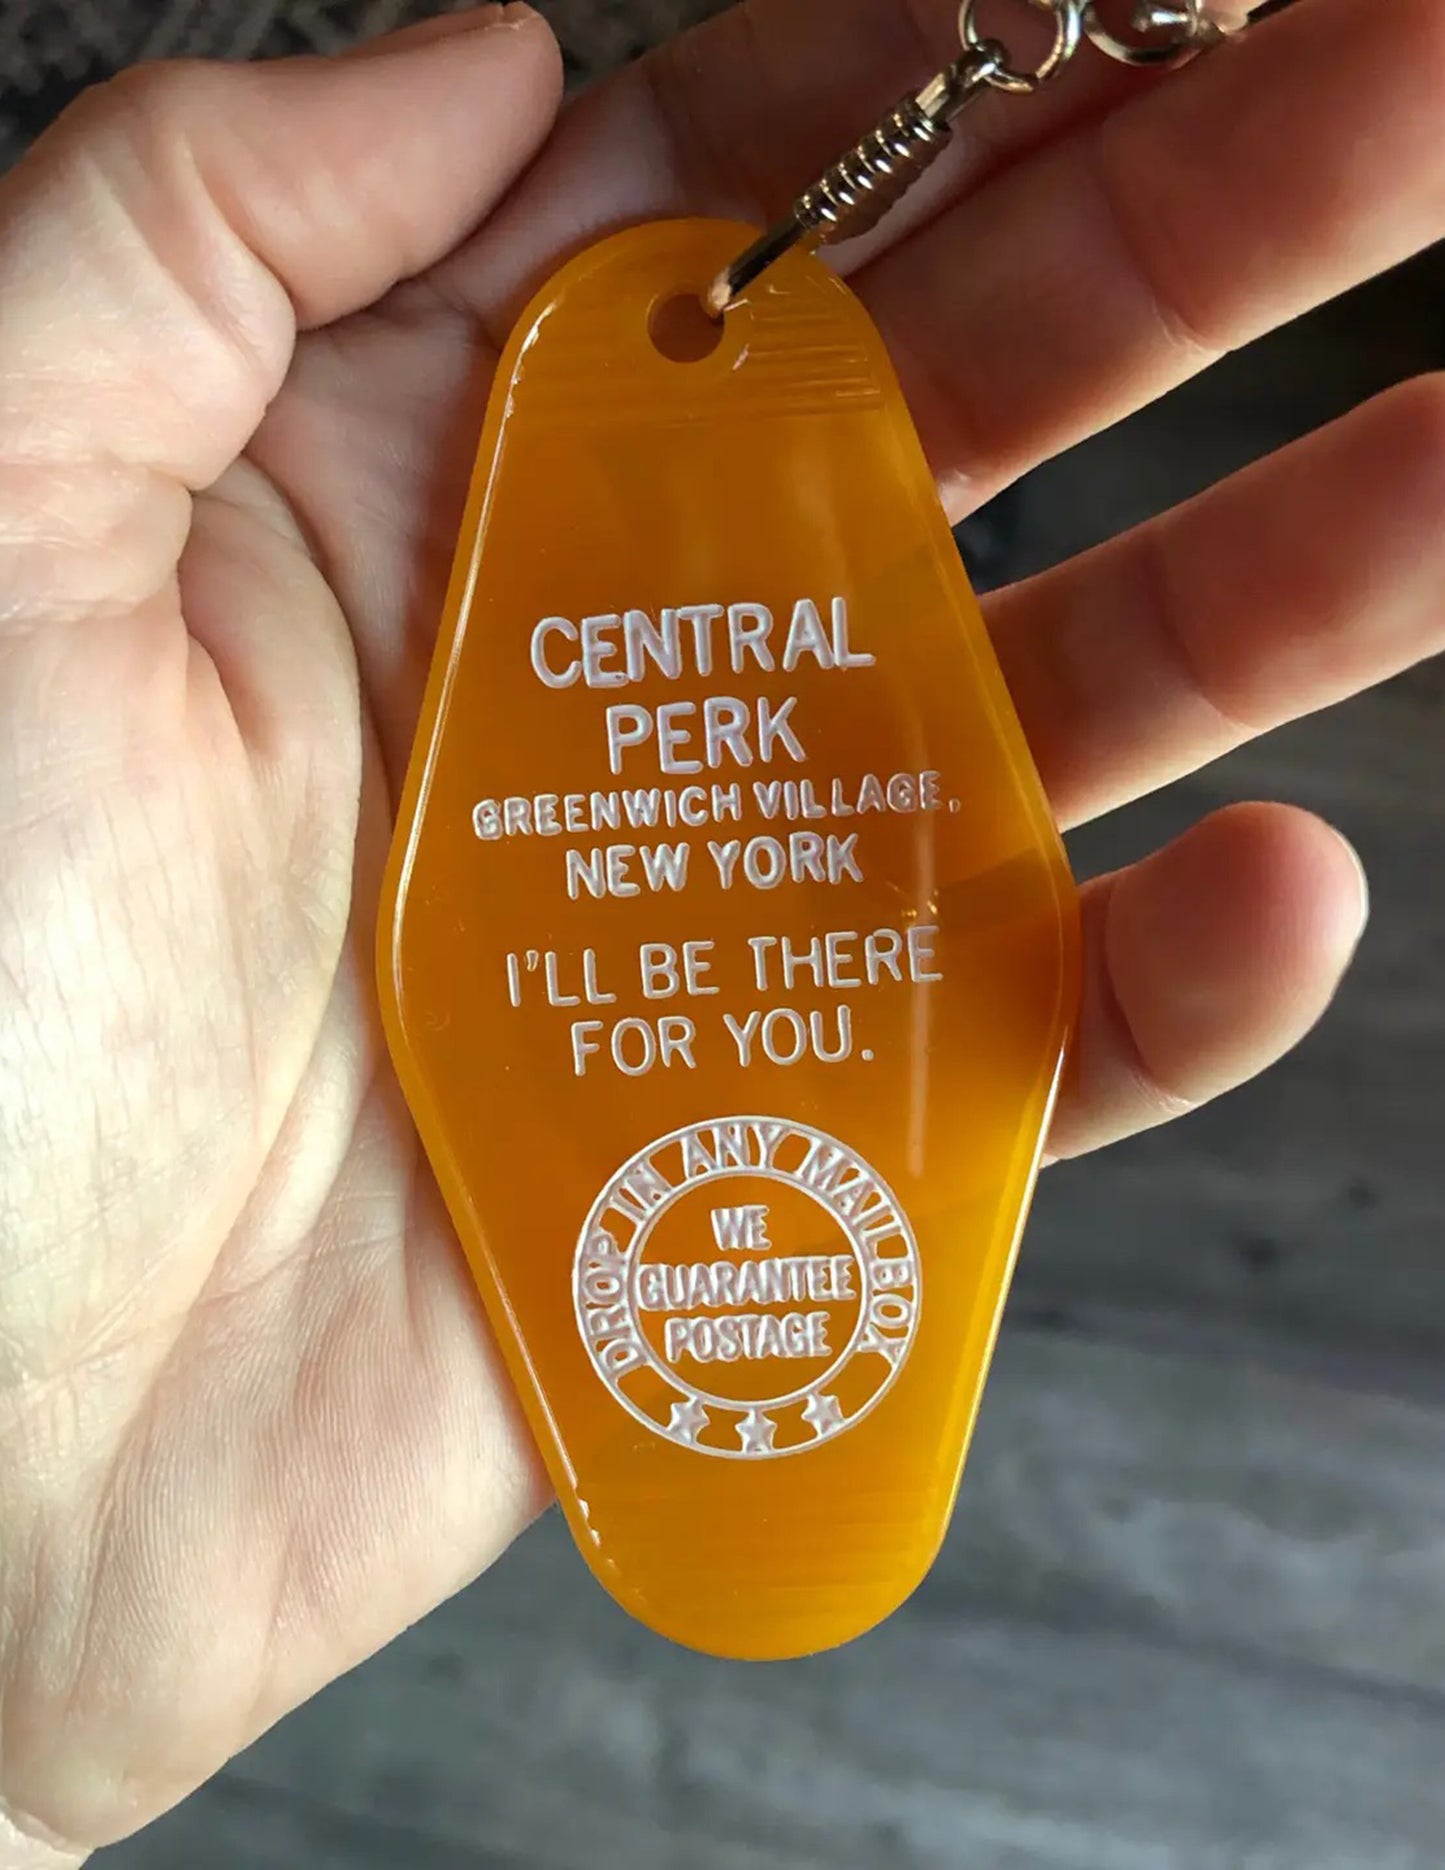 CENTRAL
PERK
GREENWICH VILLAGE,
NEW YORK
I'LL BE THERE
FOR YOU.
DROP IN ANY MAILBOX
WE
GUARANTEE
POSTAGE